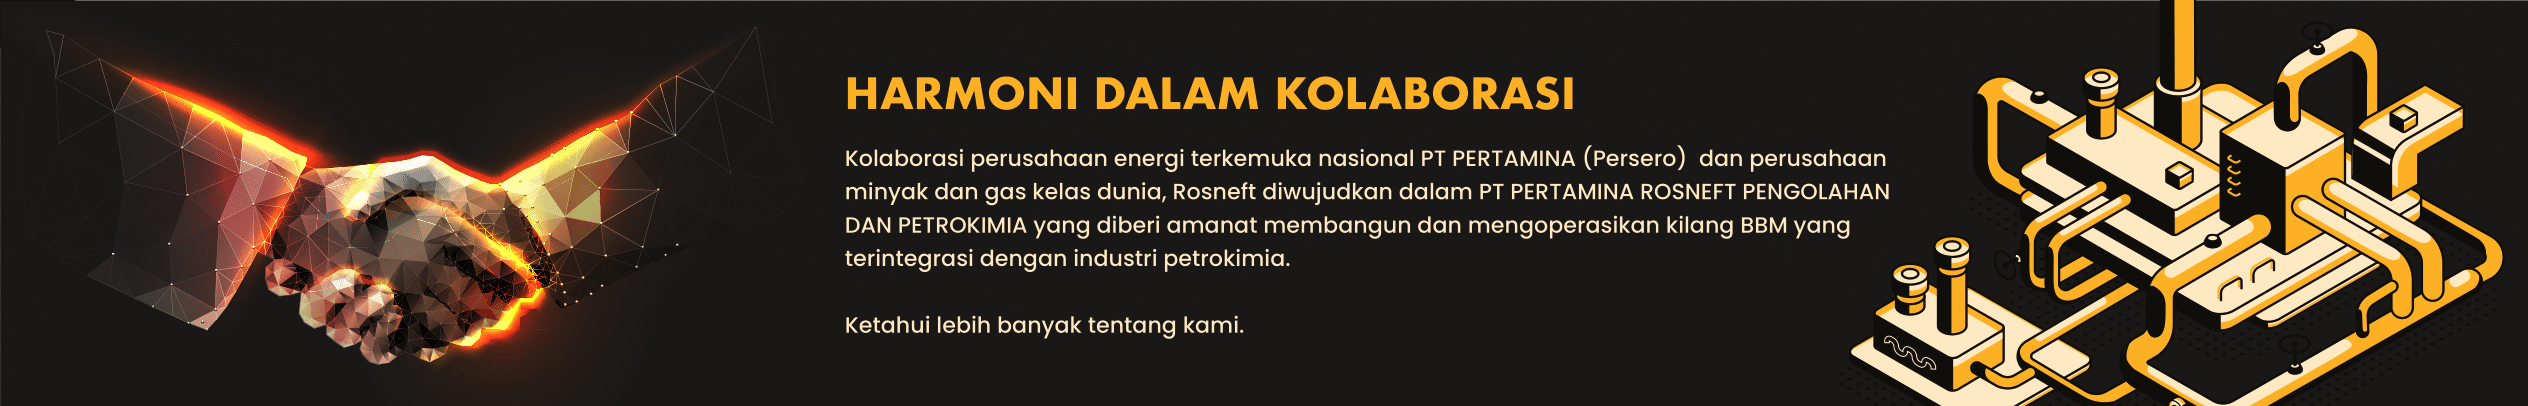 HARMONI DALAM KOLABORASI
Kolaborasi perusahaan energi terkemuka nasional PT PERTAMINA (Persero)  dan perusahaan
minyak dan gas kelas dunia, Rosneft diwujudkan dalam PT PERTAMINA ROSNEFT PENGOLAHAN
DAN PETROKIMIA yang diberi amanat membangun dan mengoperasikan kilang BBM yang
terintegrasi dengan industri petrokimia.
Ketahui lebih banyak tentang kami.